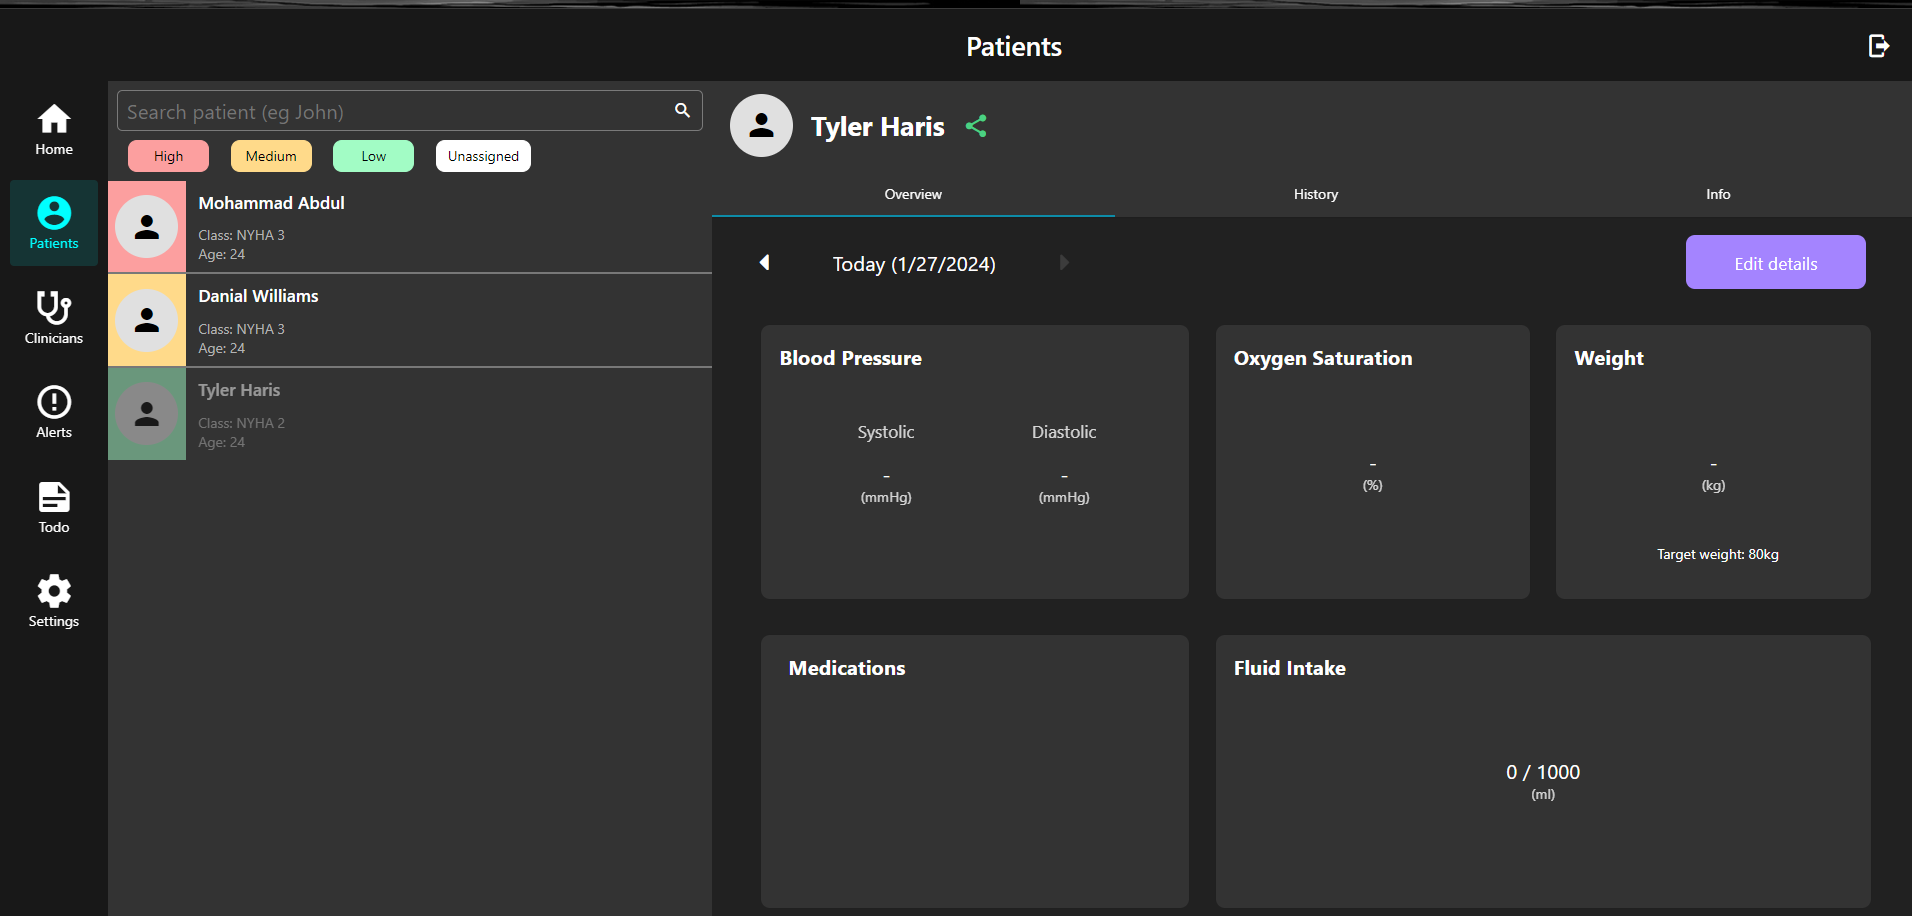 Patients
Home
Patients
Clinicians
Alerts
Todo
Settings
Search patient (eg John)
High
Medium
Low
Unassigned
Mohammad Abdul
Class: NYHA 3
Age: 24
Danial Williams
Class: NYHA 3
Age: 24
Tyler Haris
Class: NYHA 2
Age: 24
Tyler Haris
Overview
History
Info
Today (1/27/2024)
Edit details
Blood Pressure
Systolic
-
(mmHg)
Diastolic
-
(mmHg)
Oxygen Saturation
-
(%)
Weight
-
(kg)
Target weight: 80kg
Medications
Fluid Intake
0 / 1000
(ml)